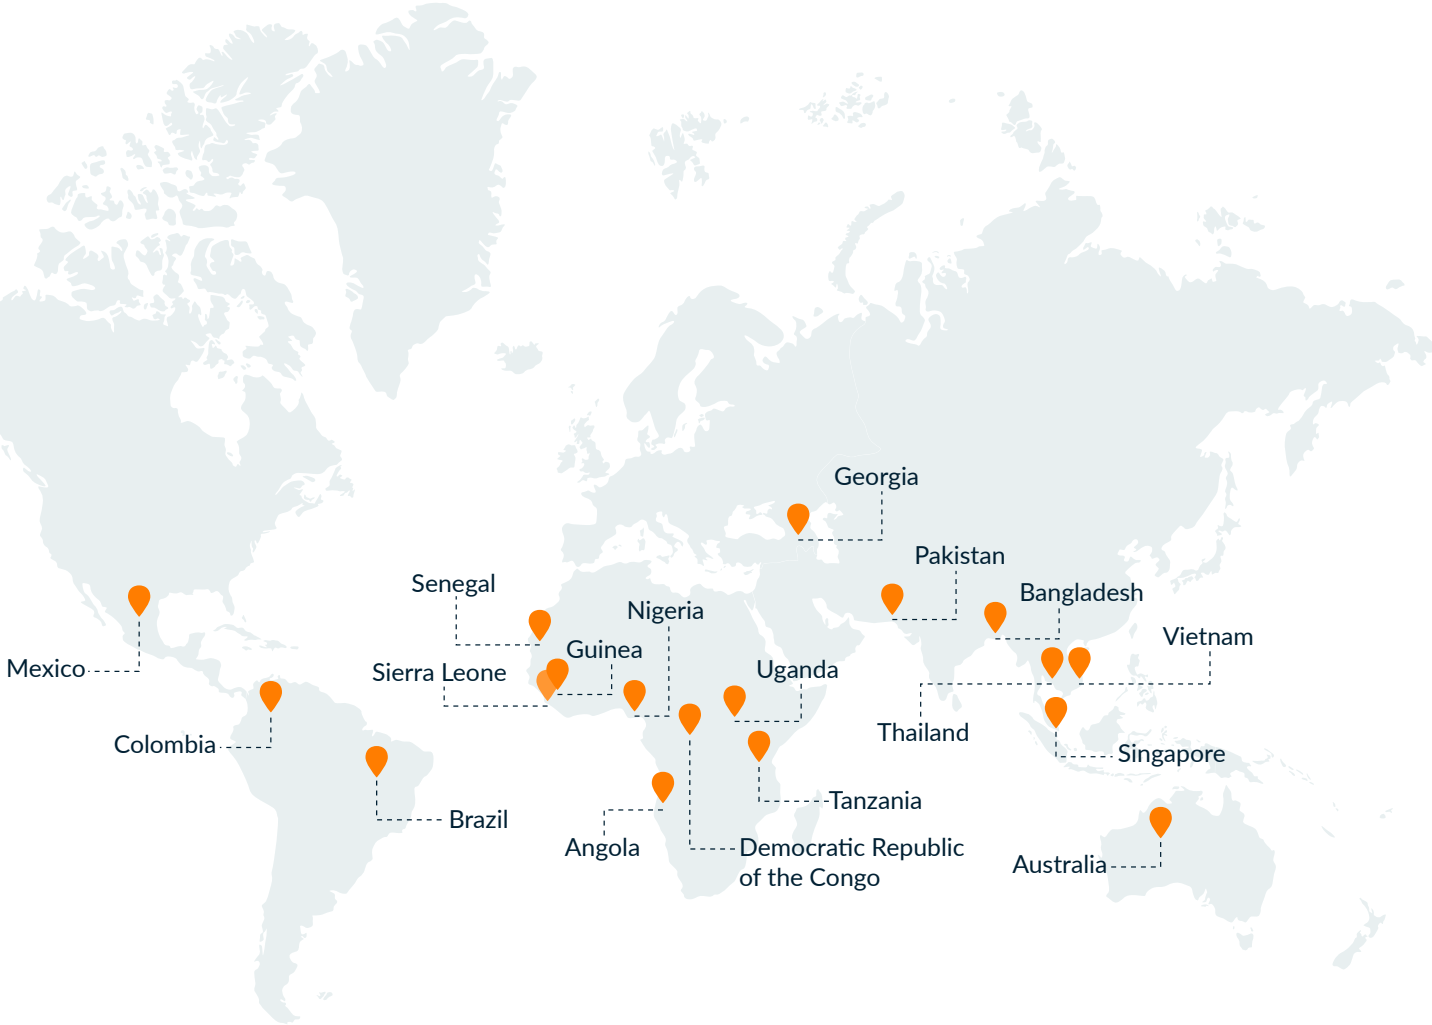 Georgia
Pakistan
Senegal
Bangladesh
Nigeria
Vietnam
Guinea
Mexico
Sierra Leone
Uganda
Thailand
Colombia
Singapore
Tanzania
Brazil
Angola
Democratic Republic
of the Congo
Australia